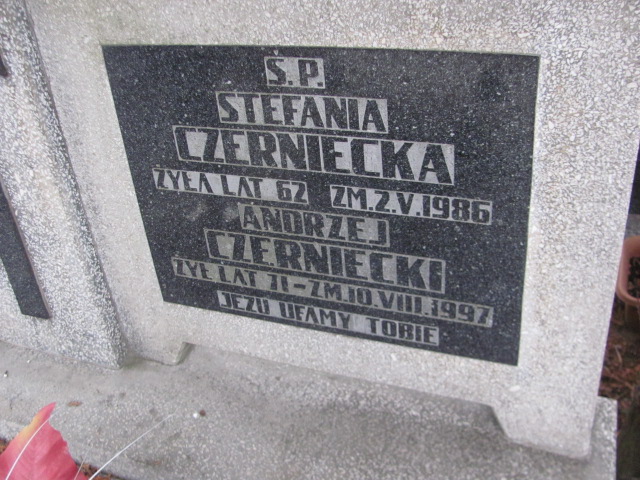 S.P.
STEFANIA
CZERNIECKA
ŻYŁA LAT 62 ZM.2.V.1986
ANDRZEJ
CZERNIECKI
ŻYŁ LAT 71-ZM.10.VIII.1997
JEZU UFAMY TOBIE